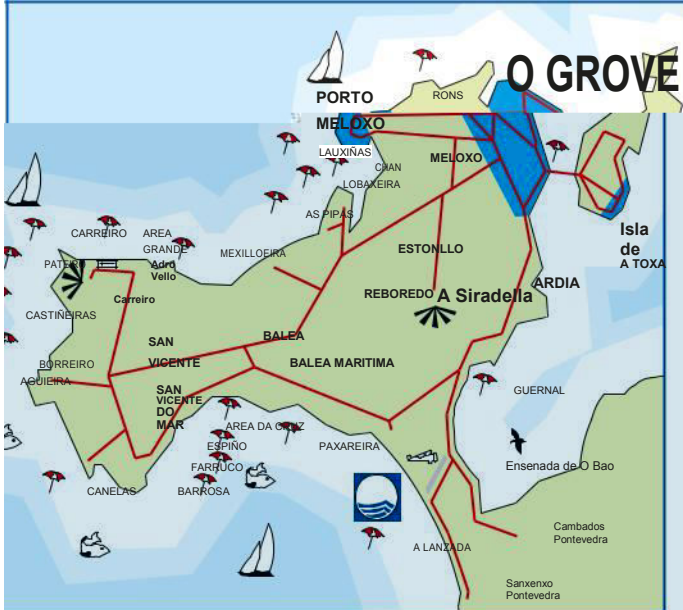 O GROVE
PORTO
MELOXO
RONS
LAUXIÑAS
MELOXO
CHAN
LOBAXEIRA
AS PIPAS
Isla
de
A TOXA
CARREIRO
AREA
GRANDE
MEXILLOEIRA
ESTONLLO
PATEIRO
Adro
Vello
Carreiro
REBOREDO
A Siradella
ARDIA
CASTIÑEIRAS
SAN
VICENTE
BALEA
BALEA MARITIMA
BORREIRO
AGUIEIRA
SAN
VICENTE
DO
MAR
GUERNAL
AREA DA CRUZ
ESPIÑO
PAXAREIRA
FARRUCO
Ensenada de O Bao
CANELAS
BARROSA
A LANZADA
Cambados
Pontevedra
Sanxenxo
Pontevedra